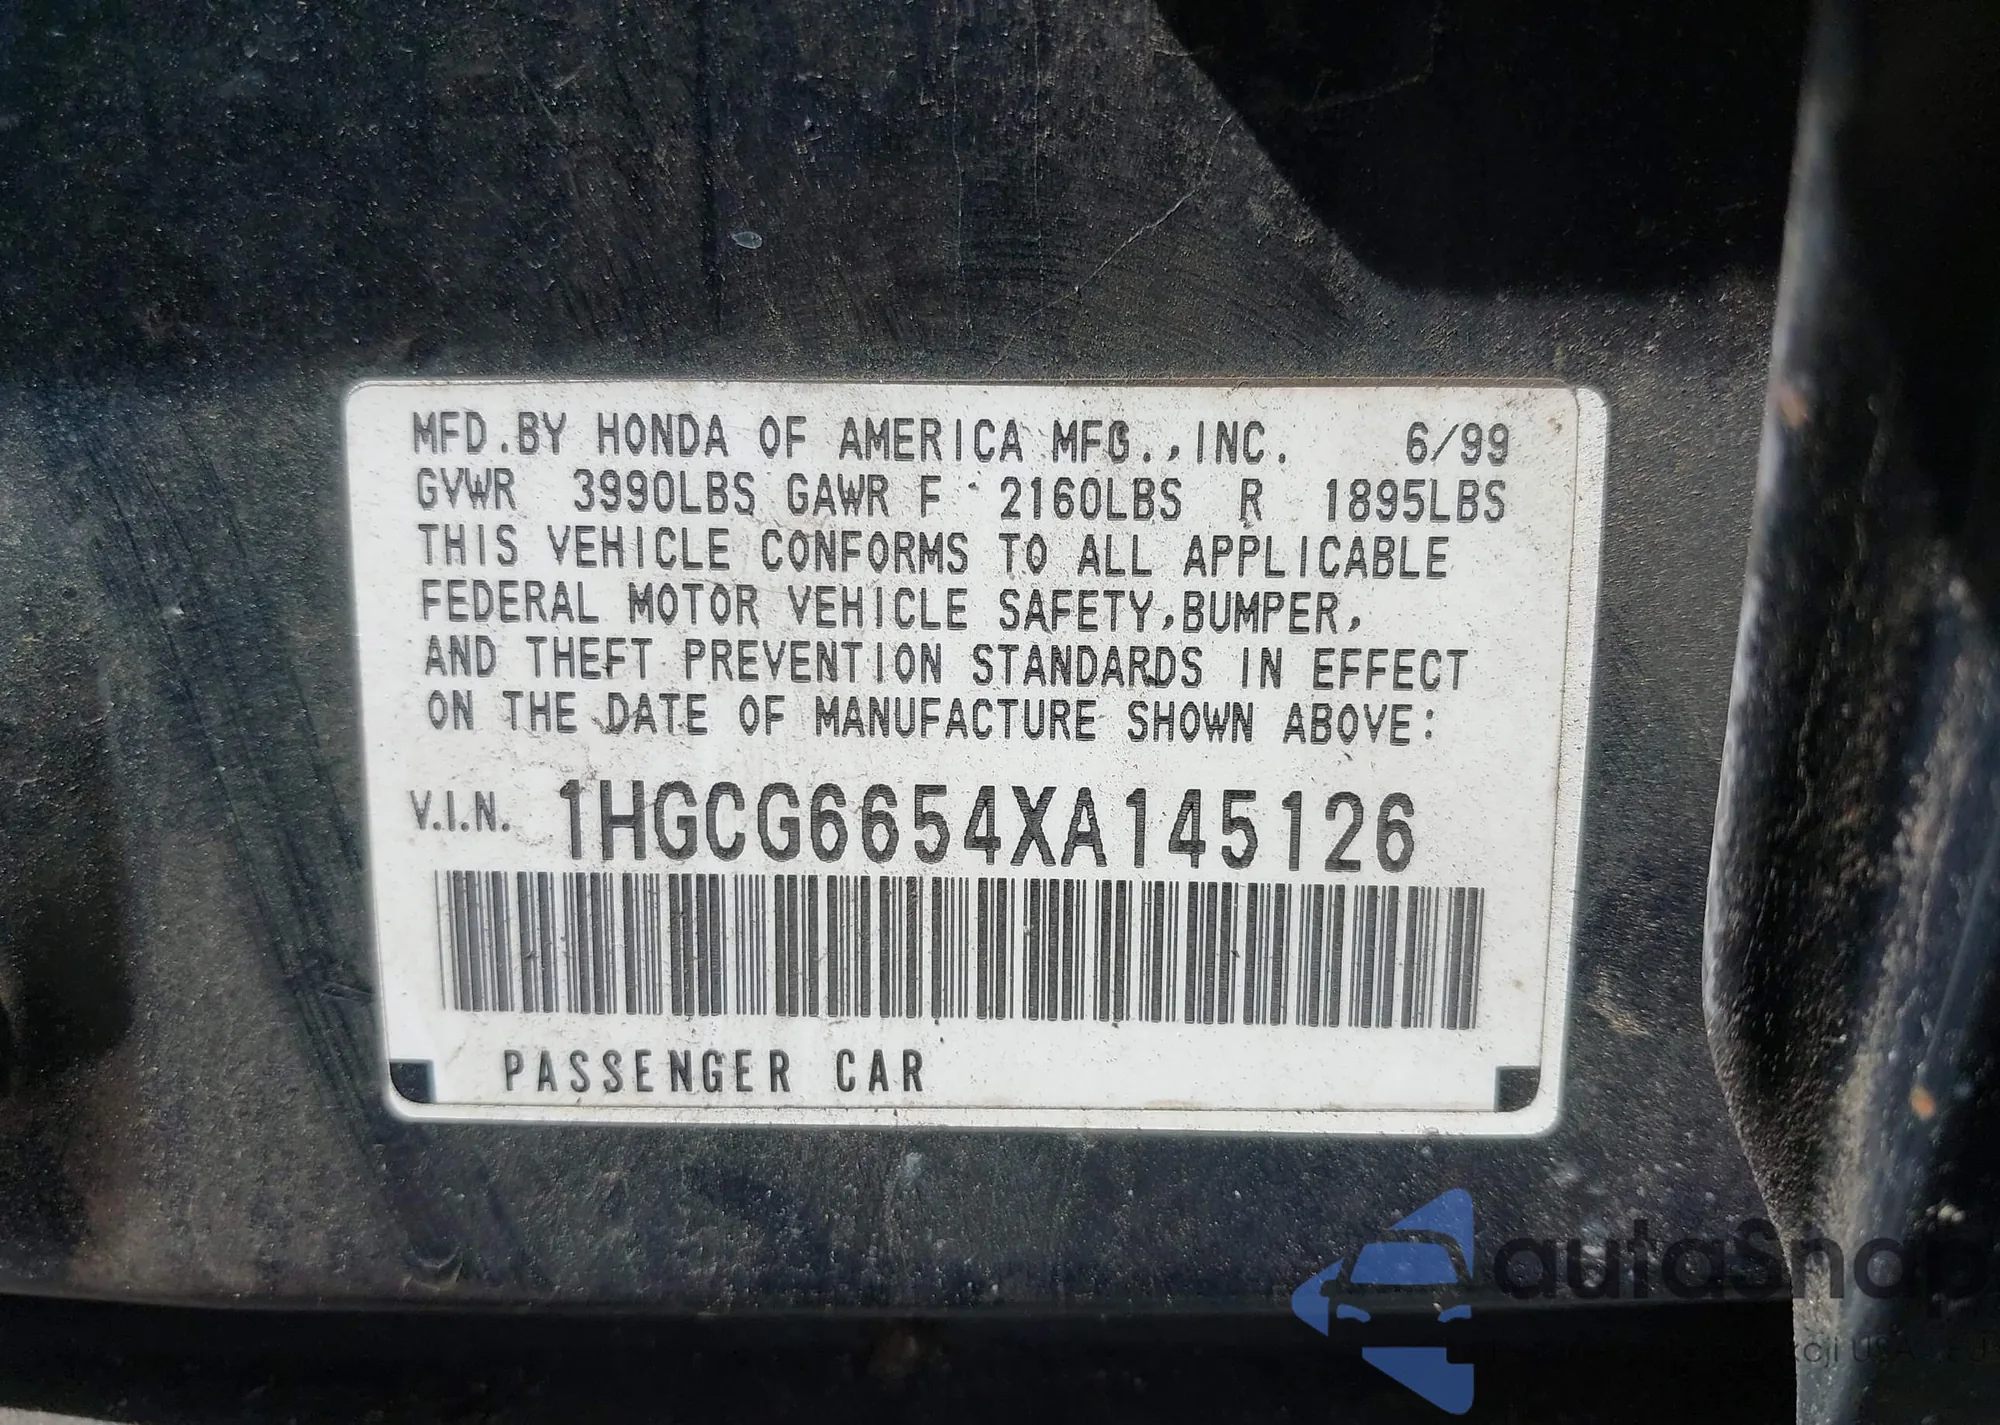 MFD.BY HONDA OF AMERICA MFG.,INC. 6/99
GVWR 3990LBS GAWR F 2160LBS R 1895LBS
THIS VEHICLE CONFORMS TO ALL APPLICABLE
FEDERAL MOTOR VEHICLE SAFETY,BUMPER,
AND THEFT PREVENTION STANDARDS IN EFFECT
ON THE DATE OF MANUFACTURE SHOWN ABOVE:
V.I.N. 1HGCG6654XA145126
PASSENGER CAR
autoSnap